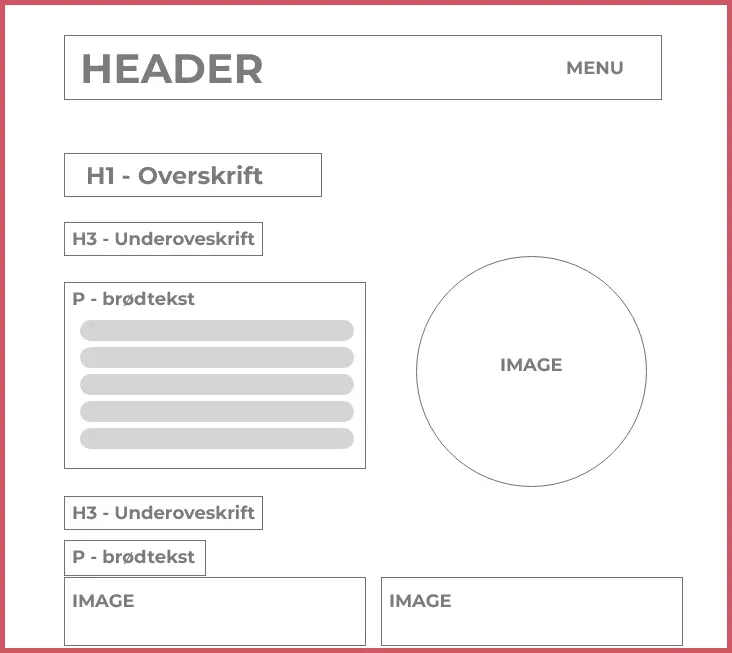 HEADER
MENU
H1 - Overskrift
H3 - Underoveskrift
P - brødtekst
IMAGE
H3 - Underoveskrift
P - brødtekst
IMAGE
IMAGE